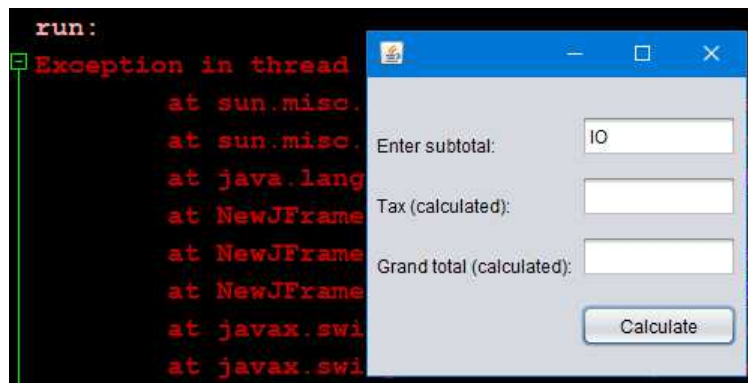 run:
Exception in thread
at sun.misc.
at sun.misc.
at java.lang
at NewJFrame
at NewJFrame
at NewJFrame
at javax.swi
at javax.swi
Enter subtotal:
IO
Tax (calculated):
Grand total (calculated):
Calculate